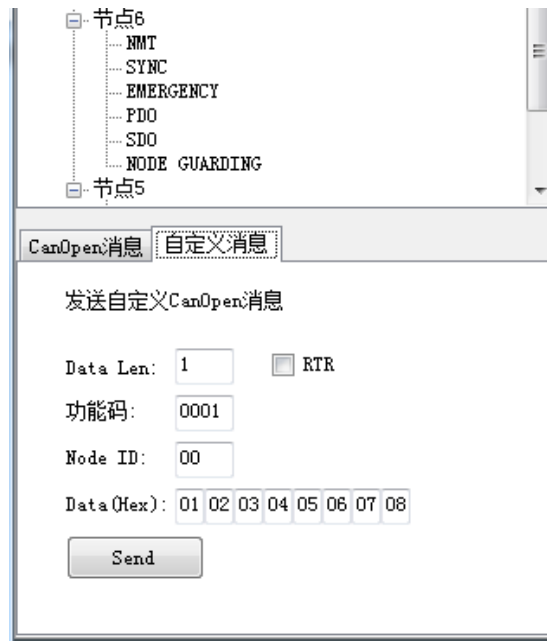 节点6
NMT
SYNC
EMERGENCY
PDO
SDO
NODE GUARDING
节点5
CanOpen消息 自定义消息
发送自定义CanOpen消息
Data Len: 1 RTR
功能码: 0001
Node ID: 00
Data(Hex): 01 02 03 04 05 06 07 08
Send